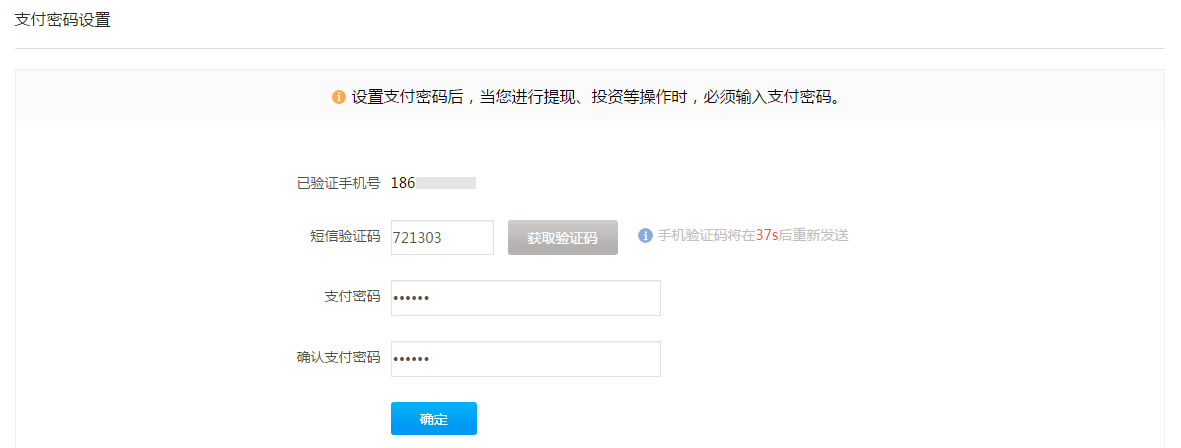 支付密码设置
设置支付密码后，当您进行提现、投资等操作时，必须输入支付密码。
已验证手机号 186
短信验证码 721303 获取验证码 手机验证码将在37s后重新发送
支付密码 ••••••
确认支付密码 ••••••
确定